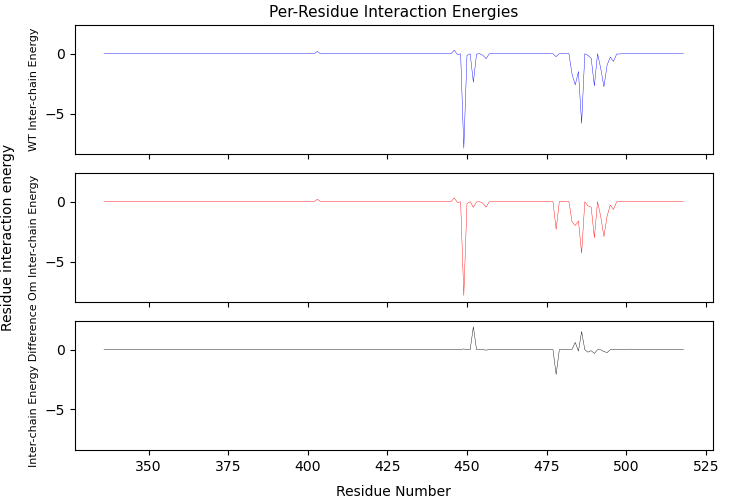 Per-Residue Interaction Energies
Residue interaction energy
WT Inter-chain Energy
0
−5
Om Inter-chain Energy
0
−5
Inter-chain Energy Difference
0
−5
350
375
400
425
450
475
500
525
Residue Number